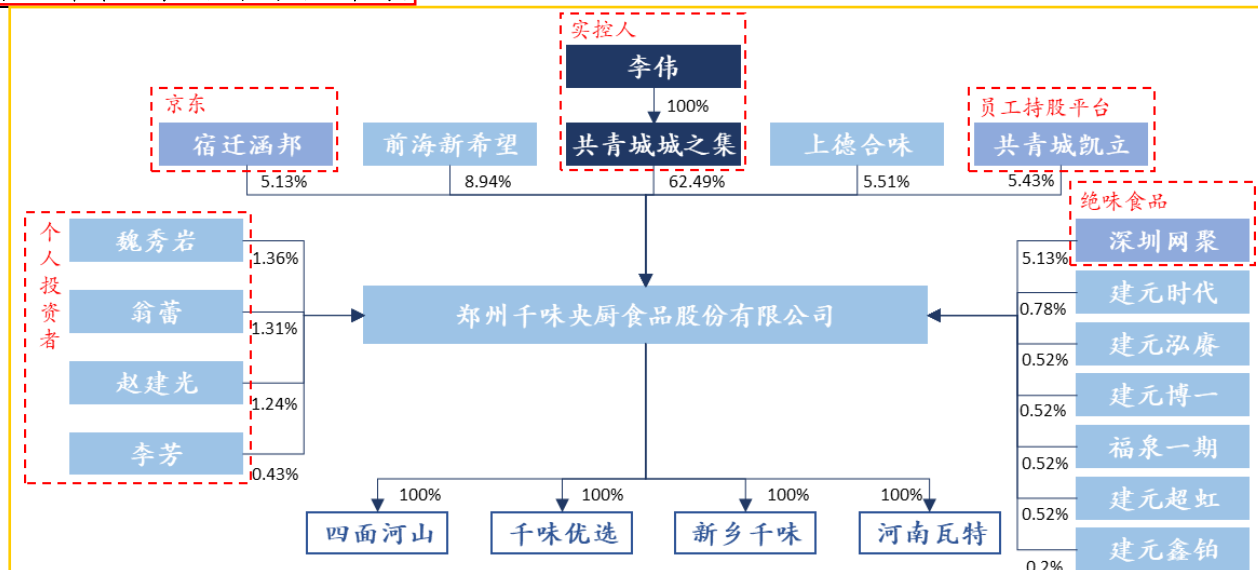 实控人
李伟
100%
京东
员工持股平台
宿迁涵邦
前海新希望
共青城城之集
上德合味
共青城凯立
5.13%
8.94%
62.49%
5.51%
5.43%
绝味食品
个人投资者
魏秀岩
1.36%
翁蕾
1.31%
赵建光
1.24%
李芳
0.43%
郑州千味央厨食品股份有限公司
深圳网聚
5.13%
建元时代
0.78%
建元泓赓
0.52%
建元博一
0.52%
福泉一期
0.52%
建元超虹
0.52%
建元鑫铂
0.2%
100%
100%
100%
100%
四面河山
千味优选
新乡千味
河南瓦特